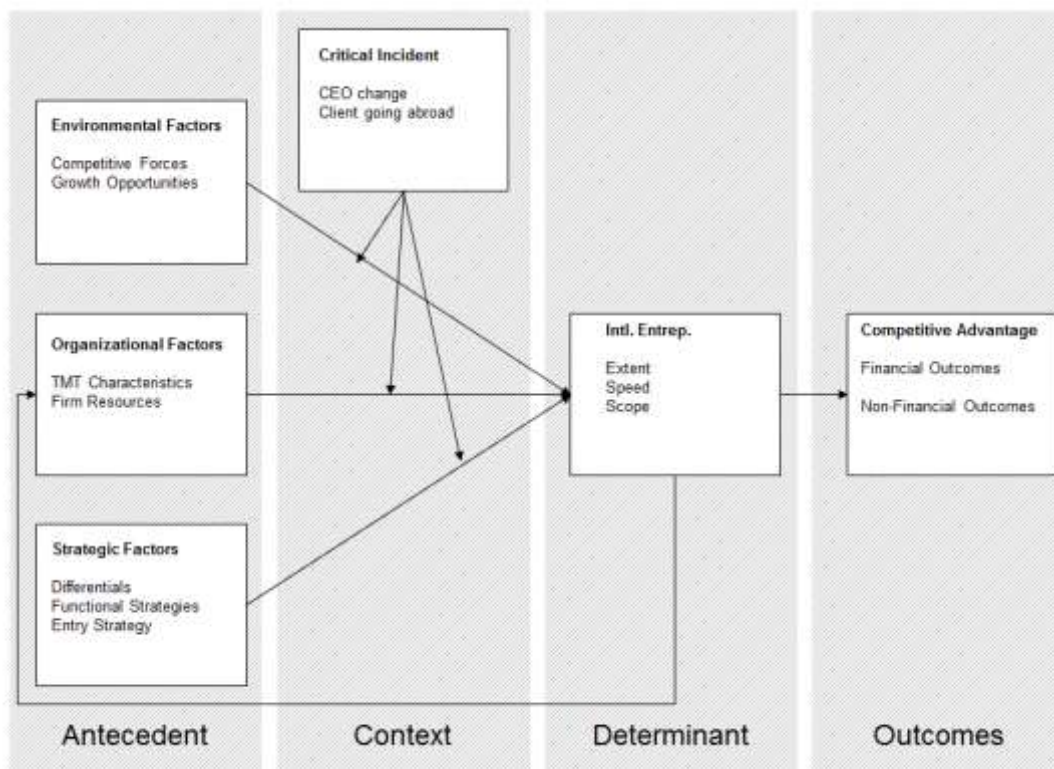 Critical Incident
CEO change
Client going abroad
Environmental Factors
Competitive Forces
Growth Opportunities
Organizational Factors
TMT Characteristics
Firm Resources
Strategic Factors
Differentials
Functional Strategies
Entry Strategy
Intl. Entrep.
Extent
Speed
Scope
Competitive Advantage
Financial Outcomes
Non-Financial Outcomes
Antecedent
Context
Determinant
Outcomes